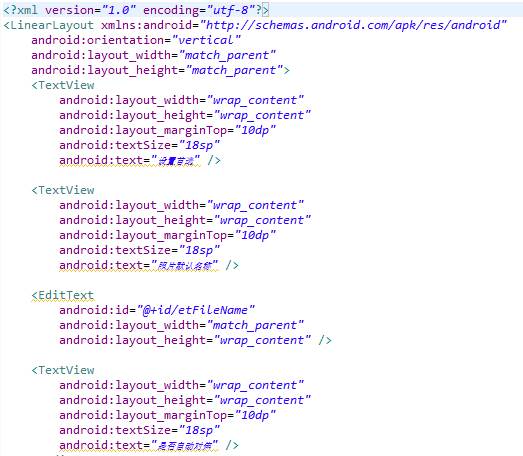 <?xml version="1.0" encoding="utf-8"?>
<LinearLayout xmlns:android="http://schemas.android.com/apk/res/android"
android:orientation="vertical"
android:layout_width="match_parent"
android:layout_height="match_parent">
<TextView
android:layout_width="wrap_content"
android:layout_height="wrap_content"
android:layout_marginTop="10dp"
android:textSize="18sp"
android:text="设置首选" />
<TextView
android:layout_width="wrap_content"
android:layout_height="wrap_content"
android:layout_marginTop="10dp"
android:textSize="18sp"
android:text="照片默认名称" />
<EditText
android:id="@+id/etFileName"
android:layout_width="match_parent"
android:layout_height="wrap_content" />
<TextView
android:layout_width="wrap_content"
android:layout_height="wrap_content"
android:layout_marginTop="10dp"
android:textSize="18sp"
android:text="是否自动对焦" />